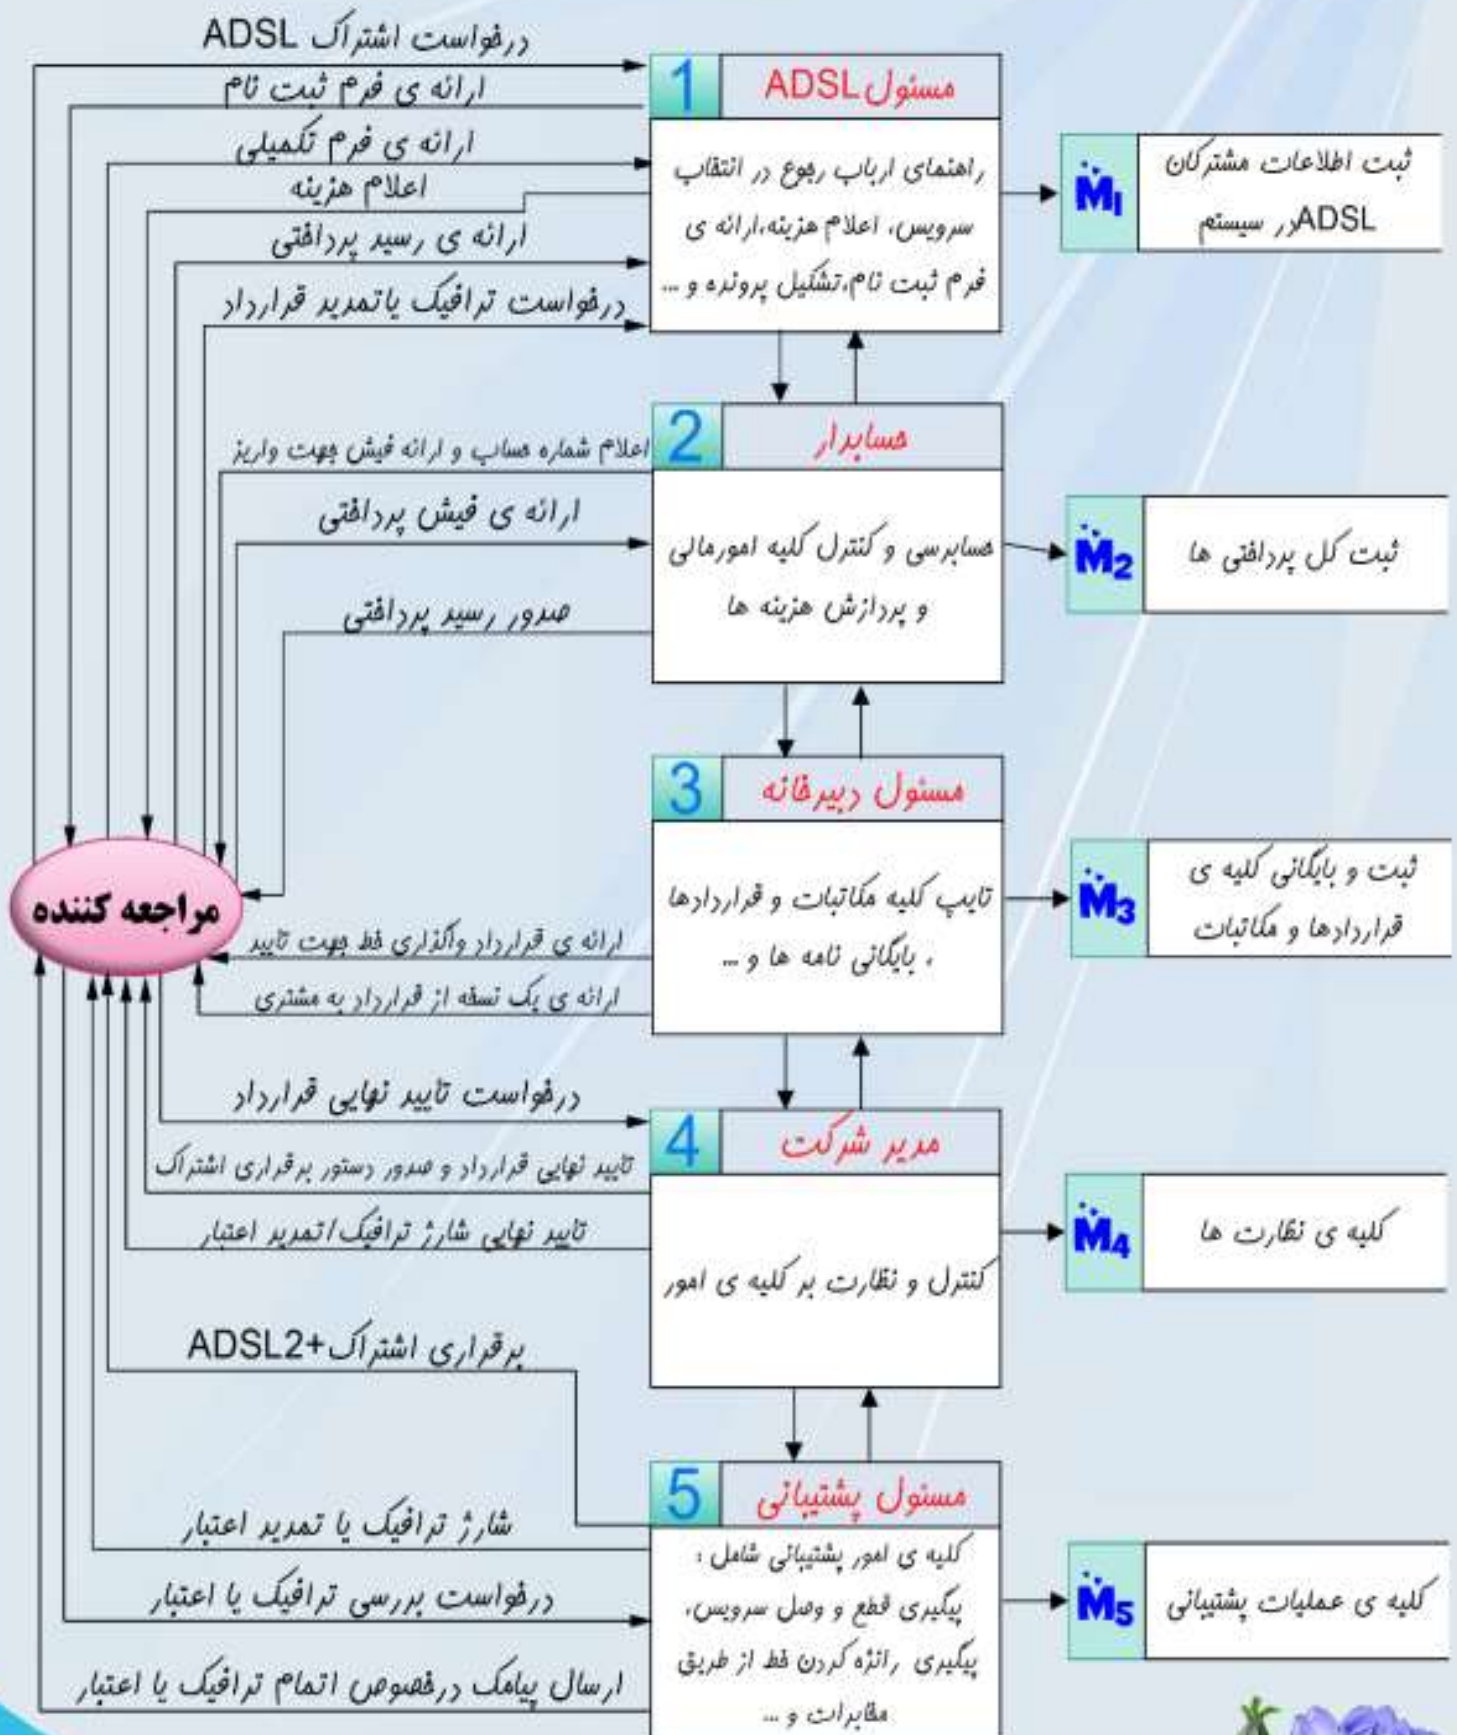 درخواست اشتراک ADSL
ارائه ی فرم ثبت نام
ارائه ی فرم تکمیلی
اعلام هزینه
ارائه ی رسید پرداختی
درخواست ترافیک یا تمدید قرارداد
1
مسئول ADSL
راهنمای ارباب رجوع در انتخاب
سرویس، اعلام هزینه،ارائه ی
فرم ثبت نام،تشکیل پرونده و ...
M1
ثبت اطلاعات مشترکان
ADSLدر سیستم
اعلام شماره حساب و ارائه فیش جهت واریز
ارائه ی فیش پرداختی
صدور رسید پرداختی
2
حسابدار
حسابرسی و کنترل کلیه امورمالی
و پردازش هزینه ها
M2
ثبت کل پرداختی ها
مراجعه کننده
ارائه ی قرارداد واگذاری خط جهت تایید
ارائه ی یک نسخه از قرارداد به مشتری
3
مسئول دبیرخانه
تایپ کلیه مکاتبات و قراردادها
، بایگانی نامه ها و ...
M3
ثبت و بایگانی کلیه ی
قراردادها و مکاتبات
درخواست تایید نهایی قرارداد
تایید نهایی قرارداد و صدور دستور برقراری اشتراک
تایید نهایی شارژ ترافیک/تمدید اعتبار
4
مدیر شرکت
کنترل و نظارت بر کلیه ی امور
M4
کلیه ی نظارت ها
برقراری اشتراک ADSL2+
شارژ ترافیک یا تمدید اعتبار
درخواست بررسی ترافیک یا اعتبار
ارسال پیامک درخصوص اتمام ترافیک یا اعتبار
5
مسئول پشتیبانی
کلیه ی امور پشتیبانی شامل :
پیگیری قطع و وصل سرویس،
پیگیری رانژه کردن خط از طریق
مخابرات و ...
M5
کلیه ی عملیات پشتیبانی